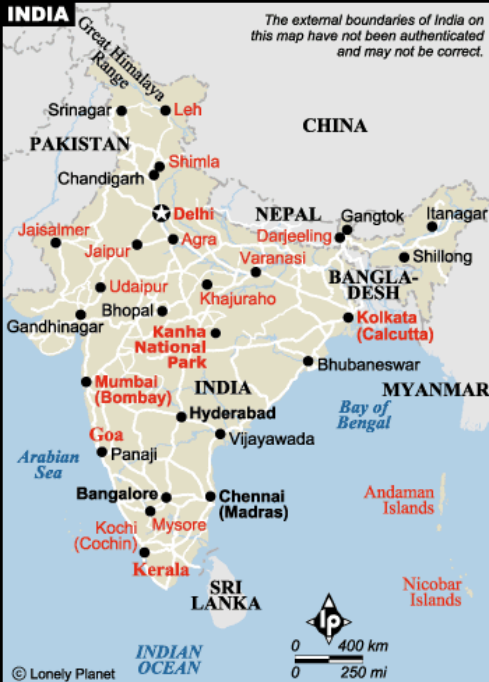 INDIA
The external boundaries of India on
this map have not been authenticated
and may not be correct.
Great Himalaya
Range
Srinagar
Leh
CHINA
PAKISTAN
Shimla
Chandigarh
Delhi
NEPAL
Gangtok
Itanagar
Jaisalmer
Jaipur
Agra
Darjeeling
Varanasi
Shillong
BANGLA-
DESH
Udaipur
Khajuraho
Gandhinagar
Bhopal
Kanha
National
Park
Kolkata
(Calcutta)
Bhubaneswar
Mumbai
(Bombay)
INDIA
MYANMAR
Hyderabad
Bay of
Bengal
Goa
Vijayawada
Panaji
Arabian
Sea
Bangalore
Chennai
(Madras)
Andaman
Islands
Kochi
(Cochin)
Mysore
Kerala
Nicobar
Islands
SRI
LANKA
lp
INDIAN
OCEAN
0 400 km
0 250 mi
© Lonely Planet